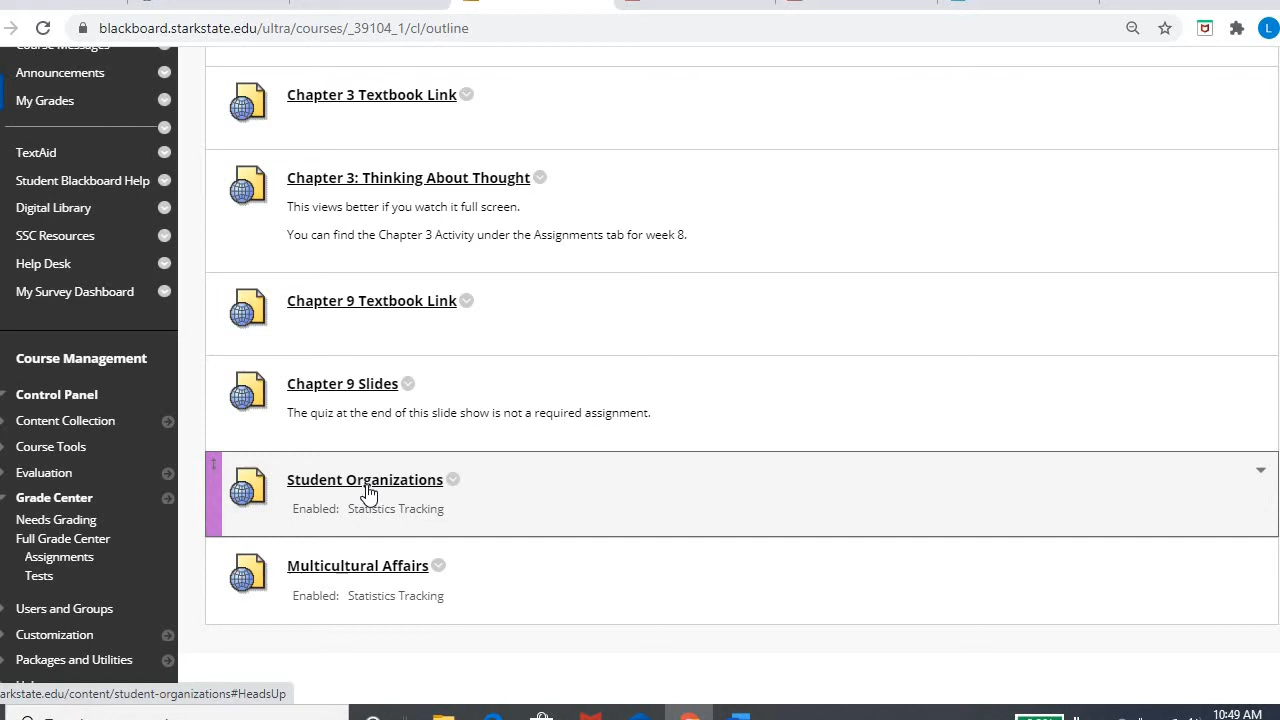 blackboard.starkstate.edu/ultra/courses/_39104_1/cl/outline
L
Course Messages
Announcements
My Grades
TextAid
Student Blackboard Help
Digital Library
SSC Resources
Help Desk
My Survey Dashboard
Course Management
Control Panel
Content Collection
Course Tools
Evaluation
Grade Center
Needs Grading
Full Grade Center
Assignments
Tests
Users and Groups
Customization
Packages and Utilities
Chapter 3 Textbook Link
Chapter 3: Thinking About Thought
This views better if you watch it full screen.
You can find the Chapter 3 Activity under the Assignments tab for week 8.
Chapter 9 Textbook Link
Chapter 9 Slides
The quiz at the end of this slide show is not a required assignment.
Student Organizations
Enabled: Statistics Tracking
Multicultural Affairs
Enabled: Statistics Tracking
arkstate.edu/content/student-organizations#HeadsUp
10:49 AM